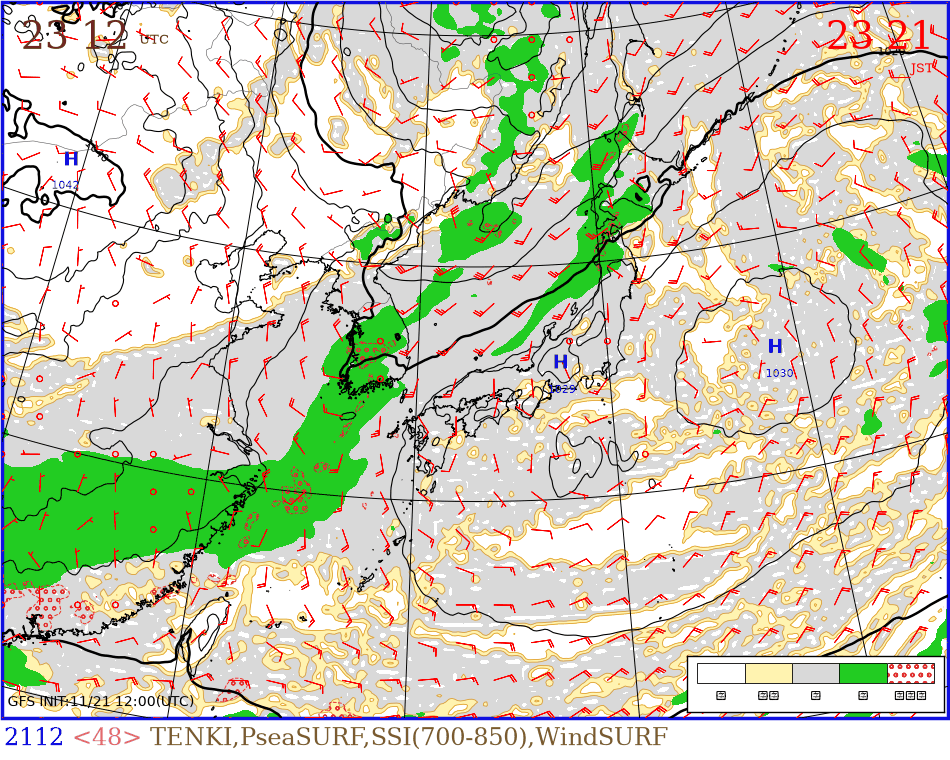 23 12 UTC
23 21
JST
1020
H
1042
H
1030
H
1029
GFS INIT:11/21 12:00(UTC)
2112 <48> TENKI,PseaSURF,SSI(700-850),WindSURF